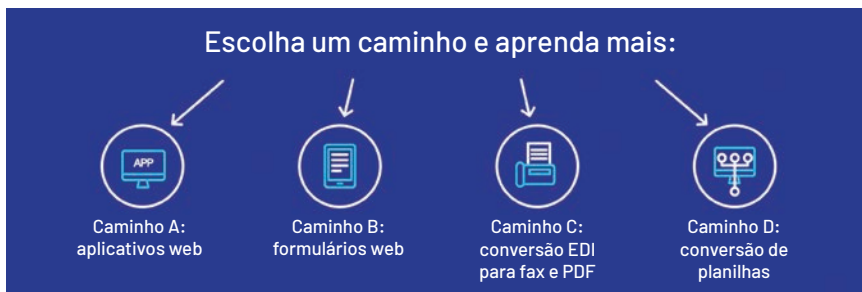 Escolha um caminho e aprenda mais:
APP
Caminho A:
aplicativos web
Caminho B:
formulários web
Caminho C:
conversão EDI
para fax e PDF
Caminho D:
conversão de
planilhas